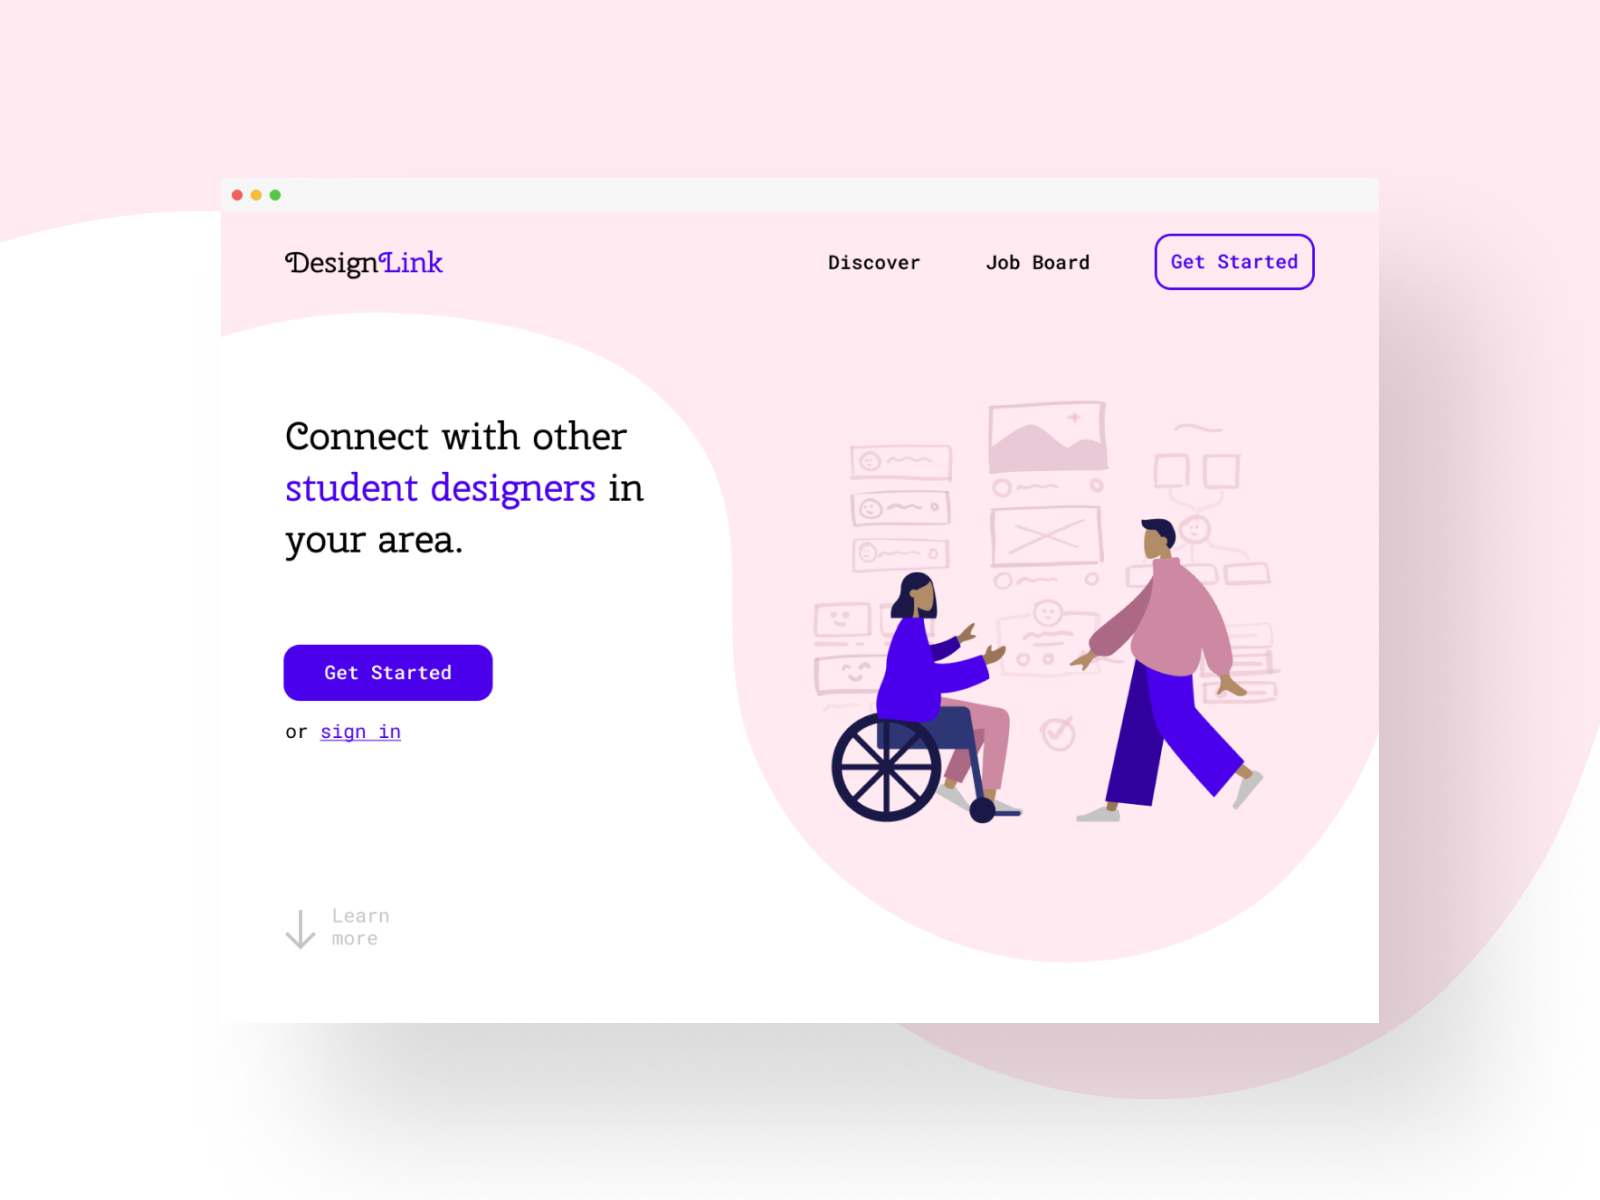 DesignLink
Discover
Job Board
Get Started
Connect with other
student designers in
your area.
Get Started
or sign in
Learn
more